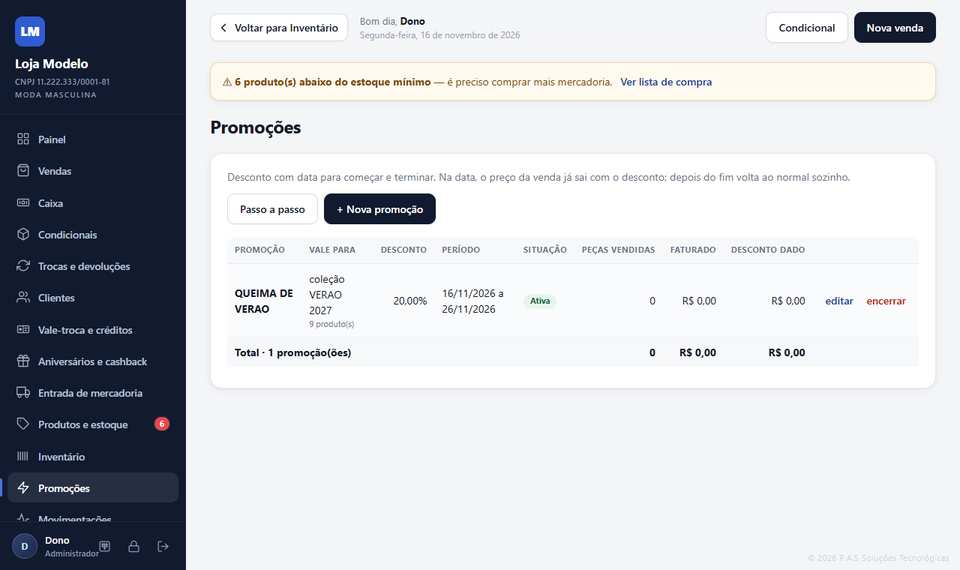 LM
Loja Modelo
CNPJ 11.222.333/0001-81
MODA MASCULINA
Painel
Vendas
Caixa
Condicionais
Trocas e devoluções
Clientes
Vale-troca e créditos
Aniversários e cashback
Entrada de mercadoria
Produtos e estoque 6
Inventário
Promoções
Movimentações
D
Dono
Administrador
Voltar para Inventário
Bom dia, Dono
Segunda-feira, 16 de novembro de 2026
Condicional
Nova venda
⚠ 6 produto(s) abaixo do estoque mínimo — é preciso comprar mais mercadoria. Ver lista de compra
Promoções
Desconto com data para começar e terminar. Na data, o preço da venda já sai com o desconto; depois do fim volta ao normal sozinho.
Passo a passo
+ Nova promoção
PROMOÇÃO VALE PARA DESCONTO PERÍODO SITUAÇÃO PEÇAS VENDIDAS FATURADO DESCONTO DADO
QUEIMA DE
VERAO
coleção
VERAO
2027
9 produto(s)
20,00%
16/11/2026 a
26/11/2026
Ativa
0
R$ 0,00
R$ 0,00
editar
encerrar
Total · 1 promoção(ões) 0 R$ 0,00 R$ 0,00
© 2026 P.A.S Soluções Tecnológicas